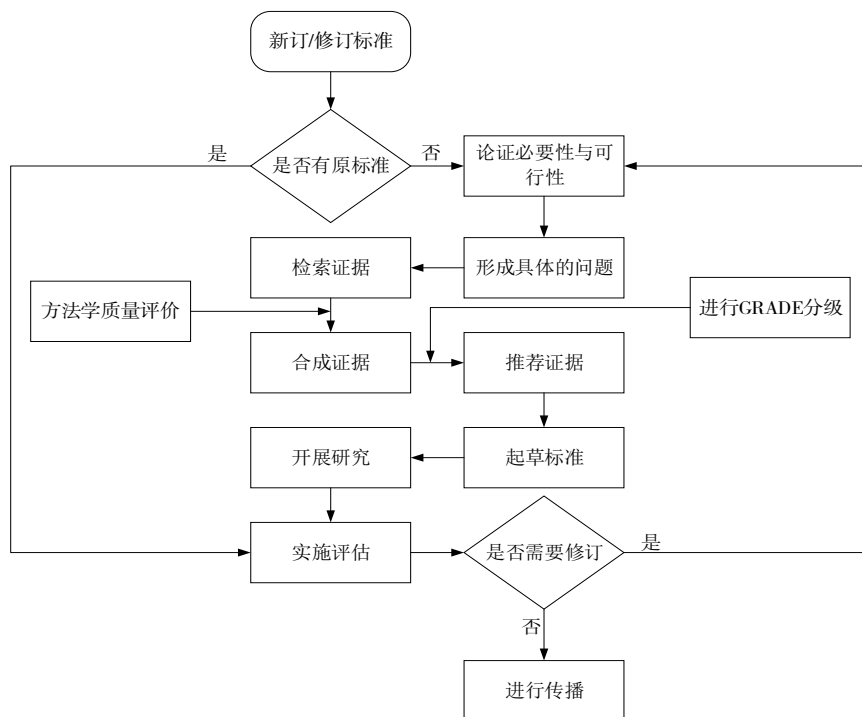 新订/修订标准
是
是否有原标准
否
论证必要性与可
行性
检索证据
形成具体的问题
方法学质量评价
进行GRADE分级
合成证据
推荐证据
开展研究
起草标准
实施评估
是否需要修订
是
否
进行传播